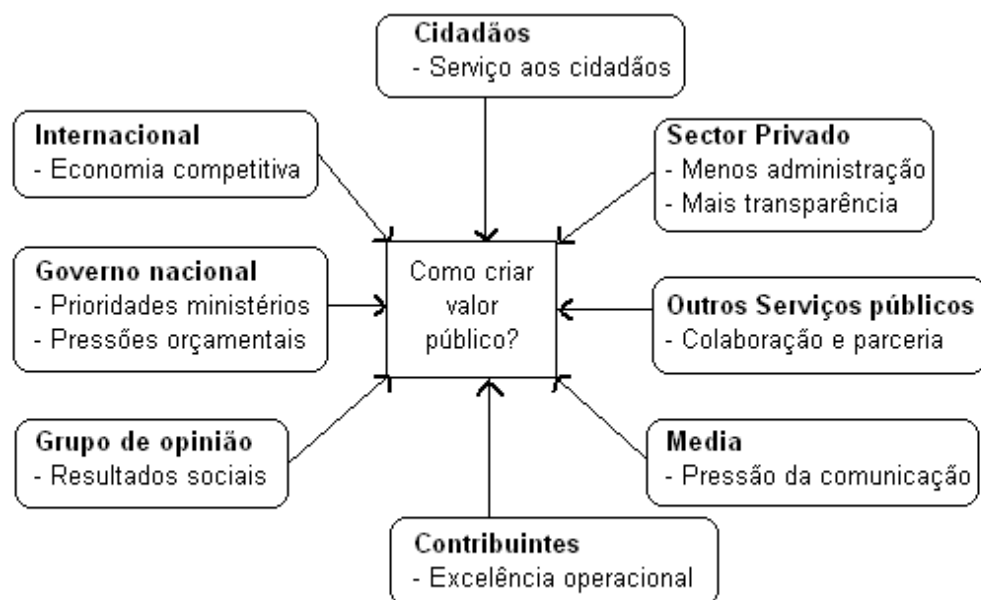 Cidadãos
- Serviço aos cidadãos
Internacional
- Economia competitiva
Sector Privado
- Menos administração
- Mais transparência
Governo nacional
- Prioridades ministérios
- Pressões orçamentais
Como criar
valor
público?
Outros Serviços públicos
- Colaboração e parceria
Grupo de opinião
- Resultados sociais
Media
- Pressão da comunicação
Contribuintes
- Excelência operacional